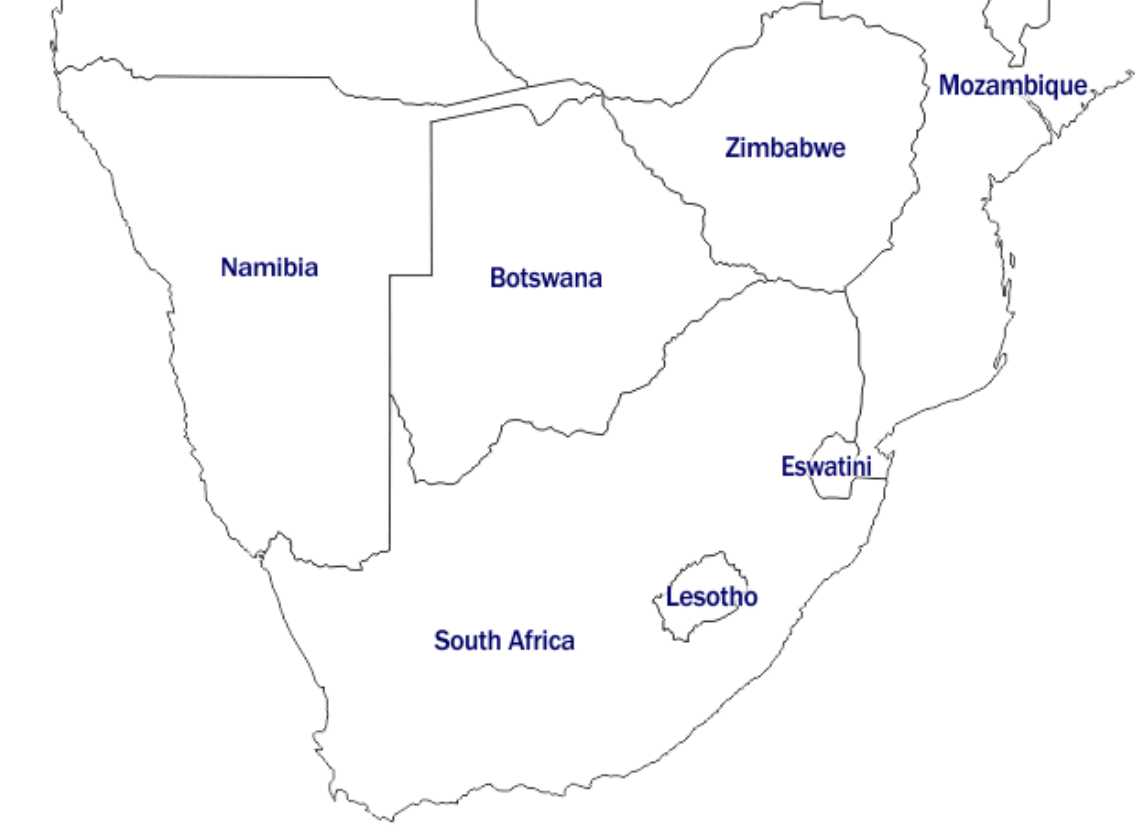 Mozambique
Zimbabwe
Namibia
Botswana
Eswatini
Lesotho
South Africa